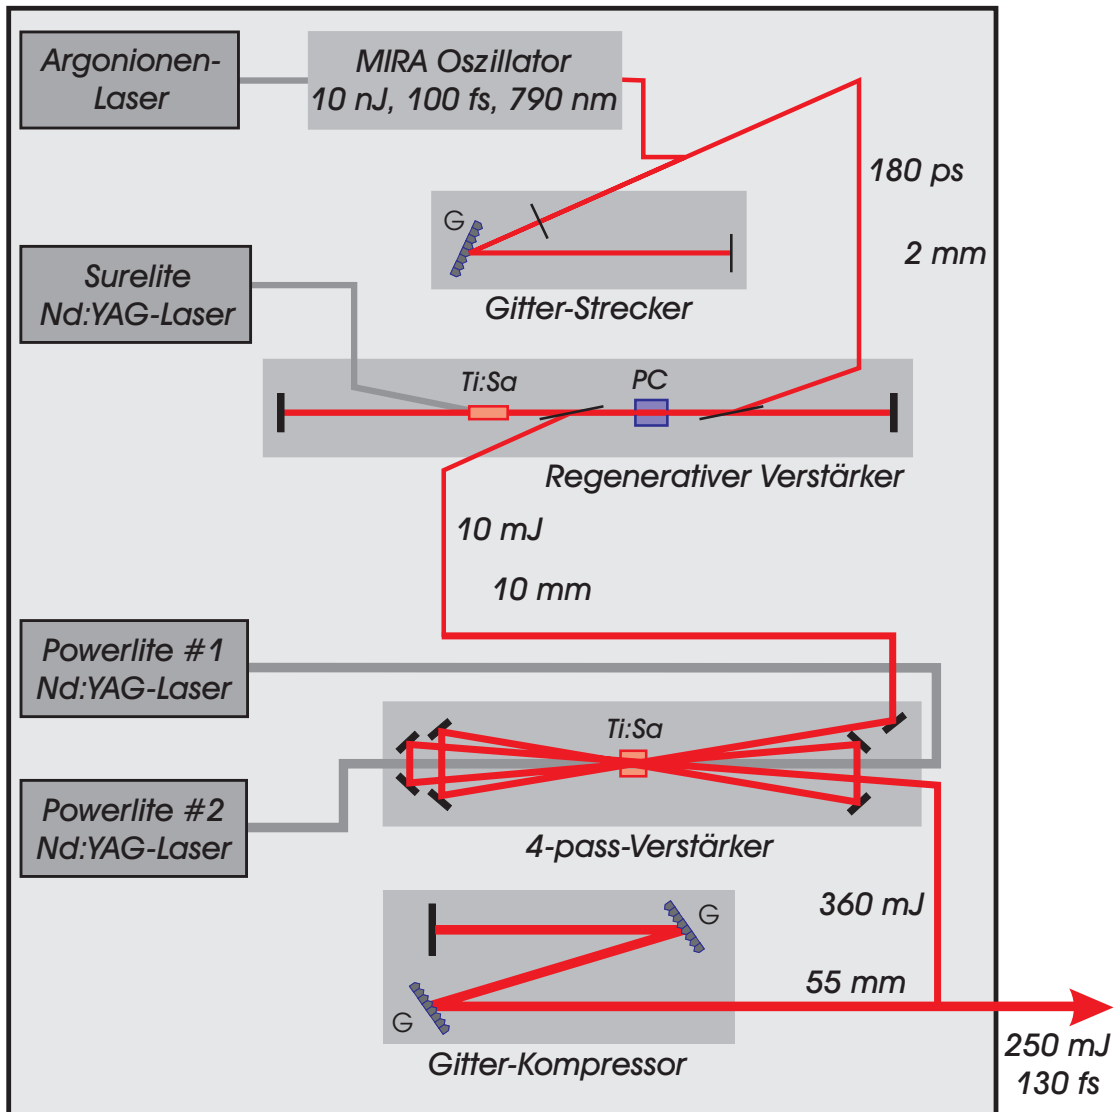 Argonionen-
Laser
MIRA Oszillator
10 nJ, 100 fs, 790 nm
180 ps
2 mm
G
Gitter-Strecker
Surelite
Nd:YAG-Laser
Ti:Sa
PC
Regenerativer Verstärker
10 mJ
10 mm
Powerlite #1
Nd:YAG-Laser
Ti:Sa
Powerlite #2
Nd:YAG-Laser
4-pass-Verstärker
360 mJ
55 mm
G
G
Gitter-Kompressor
250 mJ
130 fs